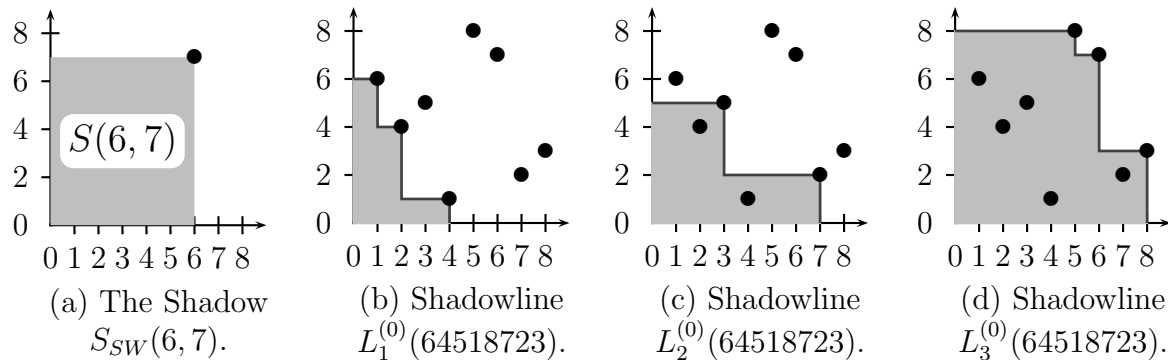 8
6
4
2
0
S(6, 7)
0 1 2 3 4 5 6 7 8
(a) The Shadow
S_{SW}(6, 7).
8
6
4
2
0
0 1 2 3 4 5 6 7 8
(b) Shadowline
L_1^{(0)}(64518723).
8
6
4
2
0
0 1 2 3 4 5 6 7 8
(c) Shadowline
L_2^{(0)}(64518723).
8
6
4
2
0
0 1 2 3 4 5 6 7 8
(d) Shadowline
L_3^{(0)}(64518723).